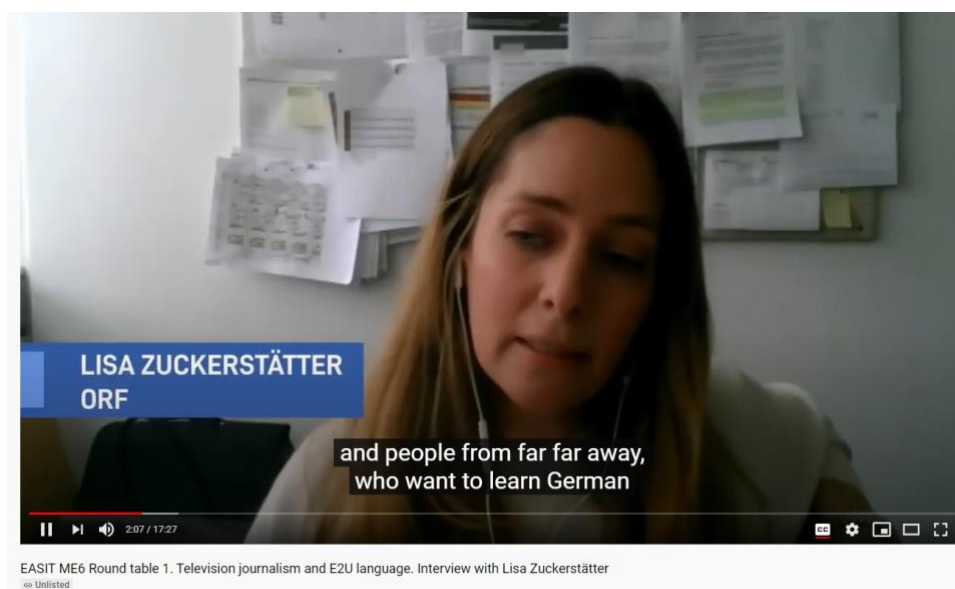 LISA ZUCKERSTÄTTER
ORF
and people from far far away,
who want to learn German
2:07 / 17:27
CC
EASIT ME6 Round table 1. Television journalism and E2U language. Interview with Lisa Zuckerstätter
Unlisted